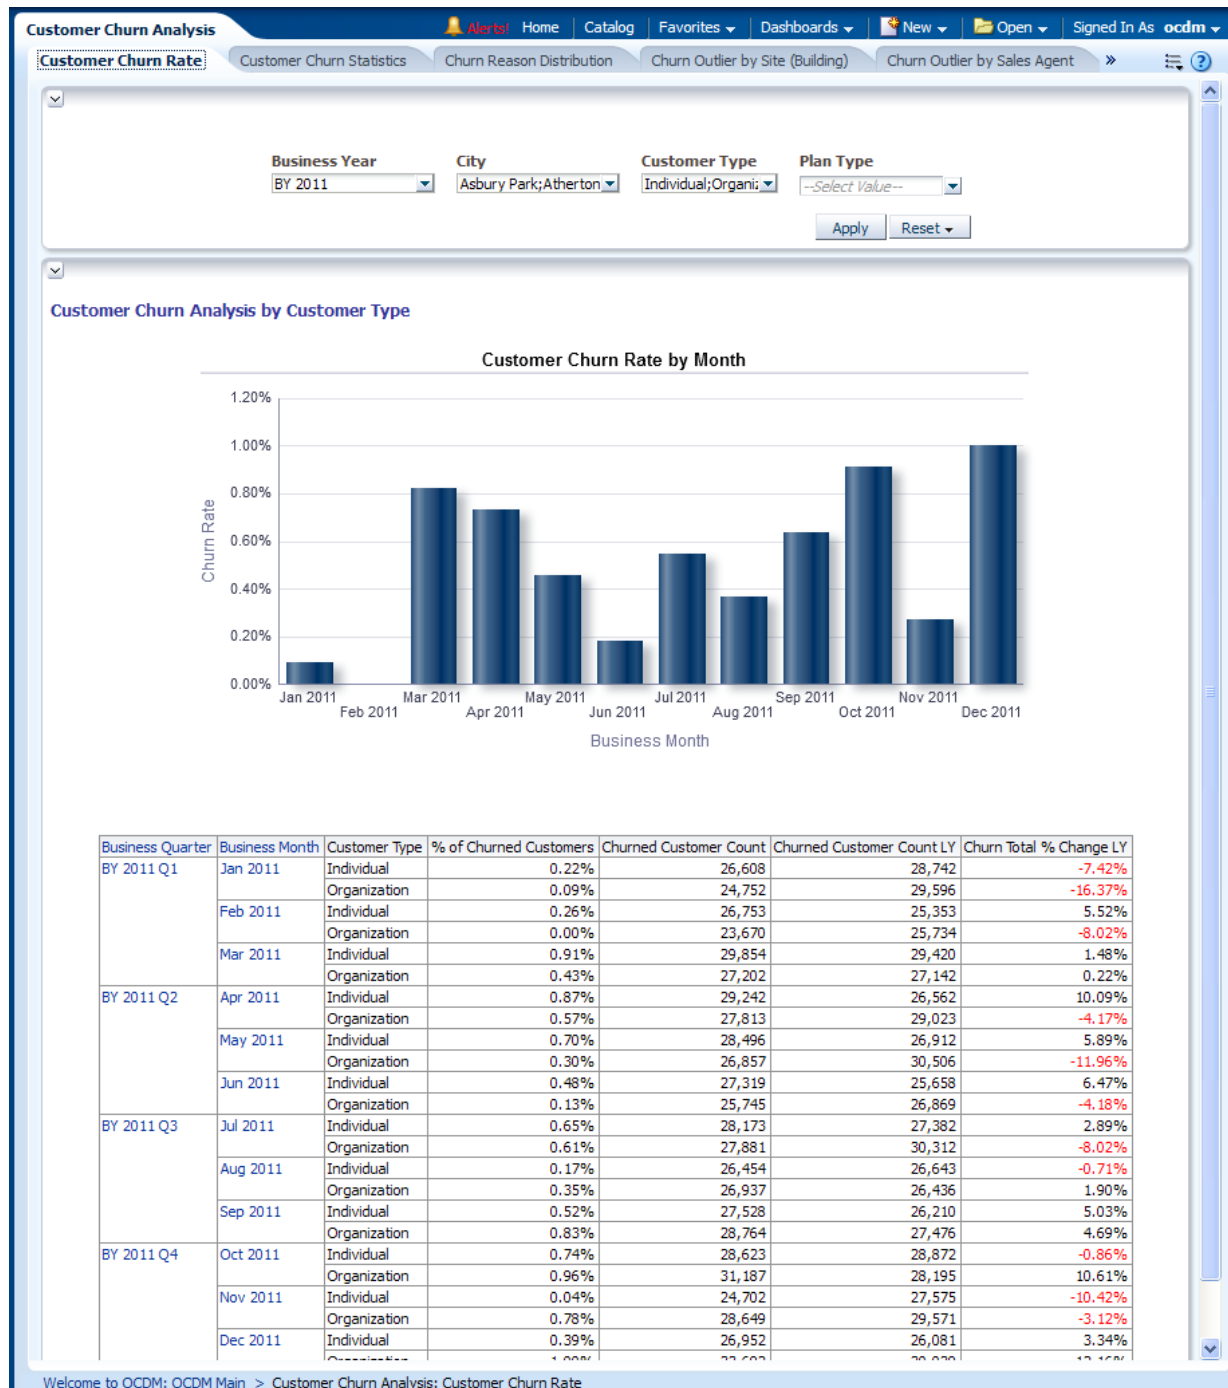 Customer Churn Analysis
Alerts! Home Catalog Favorites Dashboards New Open Signed In As ocdm
Customer Churn Rate Customer Churn Statistics Churn Reason Distribution Churn Outlier by Site (Building) Churn Outlier by Sales Agent »
Business Year City Customer Type Plan Type
BY 2011 Asbury Park;Atherton Individual;Organiz --Select Value--
Apply Reset
Customer Churn Analysis by Customer Type
Customer Churn Rate by Month
1.20%
1.00%
0.80%
0.60%
0.40%
0.20%
0.00%
Churn Rate
Jan 2011 Mar 2011 May 2011 Jul 2011 Sep 2011 Nov 2011
Feb 2011 Apr 2011 Jun 2011 Aug 2011 Oct 2011 Dec 2011
Business Month
Business Quarter Business Month Customer Type % of Churned Customers Churned Customer Count Churned Customer Count LY Churn Total % Change LY
BY 2011 Q1 Jan 2011 Individual 0.22% 26,608 28,742 -7.42%
Organization 0.09% 24,752 29,596 -16.37%
Feb 2011 Individual 0.26% 26,753 25,353 5.52%
Organization 0.00% 23,670 25,734 -8.02%
Mar 2011 Individual 0.91% 29,854 29,420 1.48%
Organization 0.43% 27,202 27,142 0.22%
BY 2011 Q2 Apr 2011 Individual 0.87% 29,242 26,562 10.09%
Organization 0.57% 27,813 29,023 -4.17%
May 2011 Individual 0.70% 28,496 26,912 5.89%
Organization 0.30% 26,857 30,506 -11.96%
Jun 2011 Individual 0.48% 27,319 25,658 6.47%
Organization 0.13% 25,745 26,869 -4.18%
BY 2011 Q3 Jul 2011 Individual 0.65% 28,173 27,382 2.89%
Organization 0.61% 27,881 30,312 -8.02%
Aug 2011 Individual 0.17% 26,454 26,643 -0.71%
Organization 0.35% 26,937 26,436 1.90%
Sep 2011 Individual 0.52% 27,528 26,210 5.03%
Organization 0.83% 28,764 27,476 4.69%
BY 2011 Q4 Oct 2011 Individual 0.74% 28,623 28,872 -0.86%
Organization 0.96% 31,187 28,195 10.61%
Nov 2011 Individual 0.04% 24,702 27,575 -10.42%
Organization 0.78% 28,649 29,571 -3.12%
Dec 2011 Individual 0.39% 26,952 26,081 3.34%
Organization
Welcome to OCDM: OCDM Main > Customer Churn Analysis: Customer Churn Rate